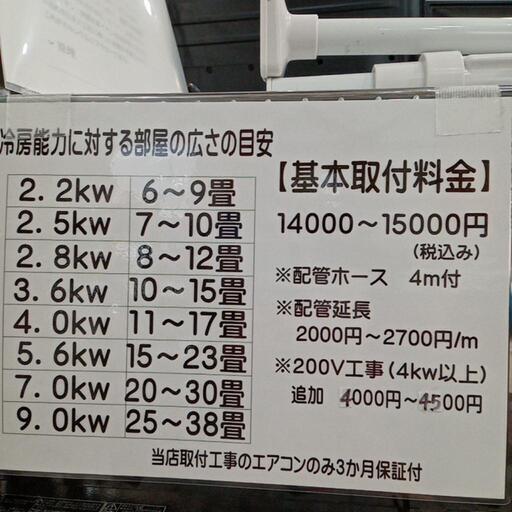 冷房能力に対する部屋の広さの目安
2.2kw 6〜9畳
2.5kw 7〜10畳
2.8kw 8〜12畳
3.6kw 10〜15畳
4.0kw 11〜17畳
5.6kw 15〜23畳
7.0kw 20〜30畳
9.0kw 25〜38畳
【基本取付料金】
14000〜15000円
(税込み)
※配管ホース 4m付
※配管延長
2000円〜2700円/m
※200V工事(4kw以上)
追加 4000円〜4500円
当店取付工事のエアコンのみ3か月保証付